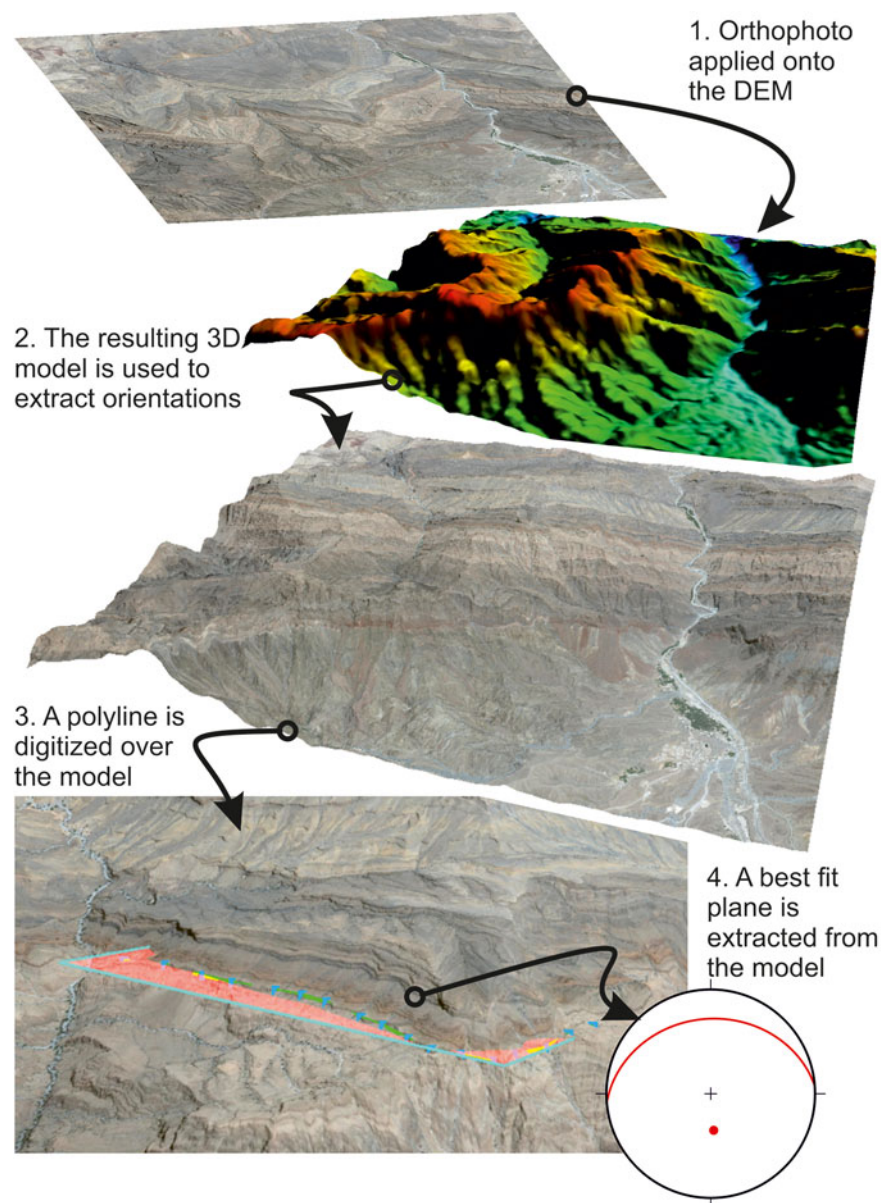 1. Orthophoto
applied onto
the DEM
2. The resulting 3D
model is used to
extract orientations
3. A polyline is
digitized over
the model
4. A best fit
plane is
extracted from
the model